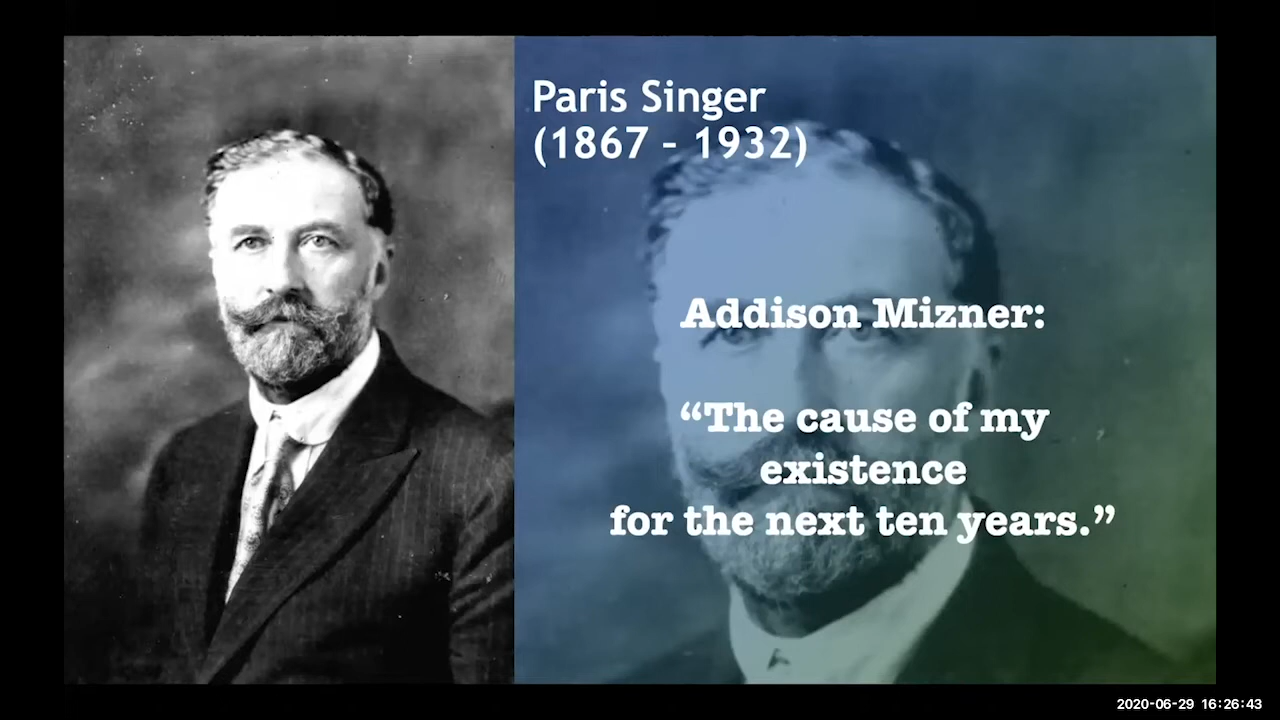 Paris Singer
(1867 - 1932)
Addison Mizner:
“The cause of my
existence
for the next ten years.”
2020-06-29 16:26:43